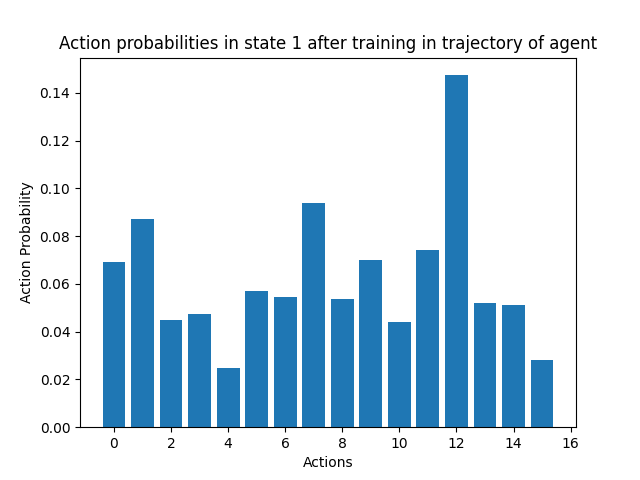 Action probabilities in state 1 after training in trajectory of agent
Action Probability
0.14
0.12
0.10
0.08
0.06
0.04
0.02
0.00
0 2 4 6 8 10 12 14 16
Actions